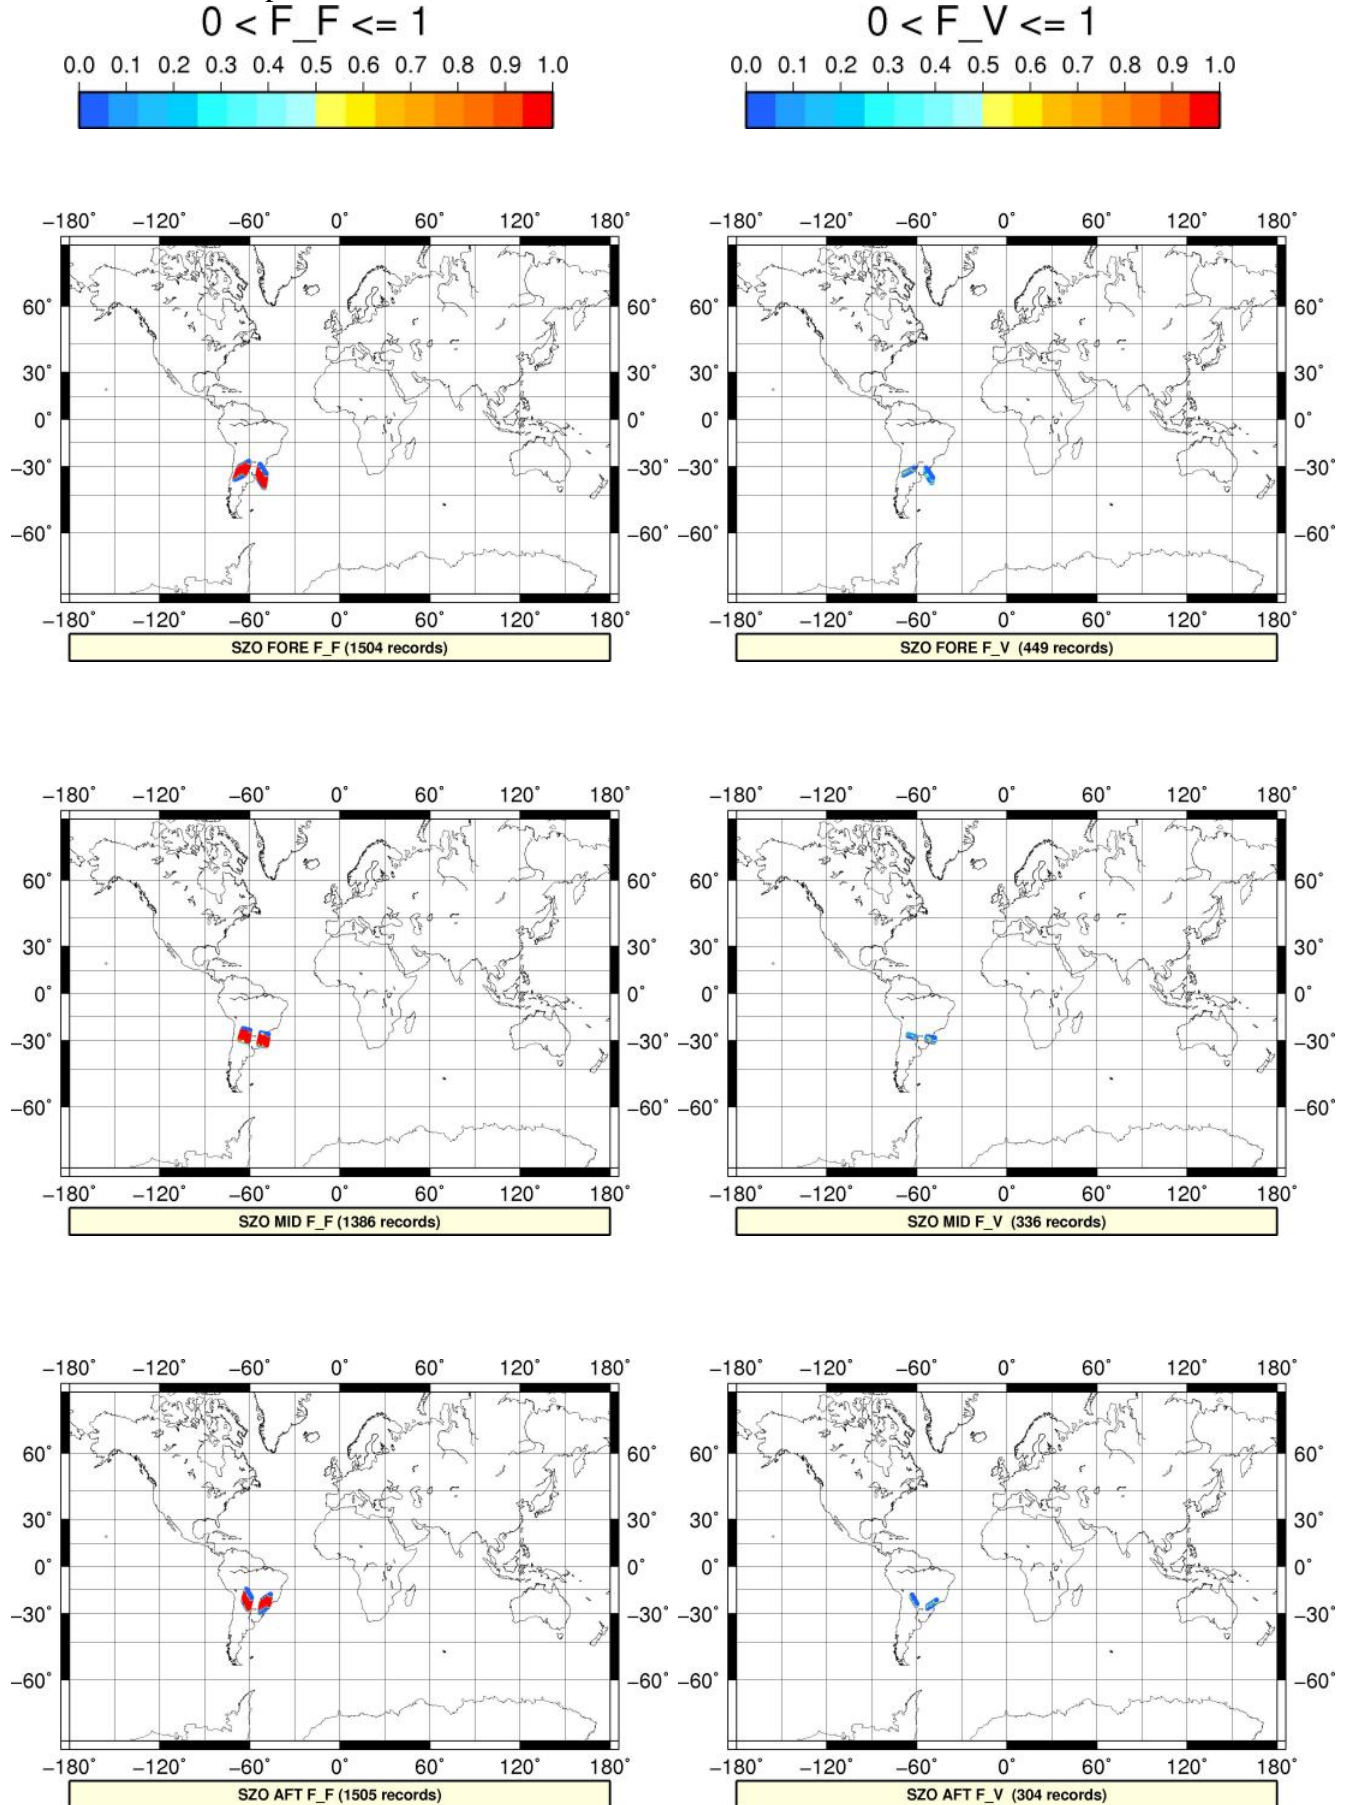 0 < F_F <= 1
0 < F_V <= 1
0.0 0.1 0.2 0.3 0.4 0.5 0.6 0.7 0.8 0.9 1.0
0.0 0.1 0.2 0.3 0.4 0.5 0.6 0.7 0.8 0.9 1.0
−180˚ −120˚ −60˚ 0˚ 60˚ 120˚ 180˚
−180˚ −120˚ −60˚ 0˚ 60˚ 120˚ 180˚
60˚ 60˚ 60˚ 60˚
30˚ 30˚ 30˚ 30˚
0˚ 0˚ 0˚ 0˚
−30˚ −30˚ −30˚ −30˚
−60˚ −60˚ −60˚ −60˚
−180˚ −120˚ −60˚ 0˚ 60˚ 120˚ 180˚
−180˚ −120˚ −60˚ 0˚ 60˚ 120˚ 180˚
SZO FORE F_F (1504 records)
SZO FORE F_V (449 records)
−180˚ −120˚ −60˚ 0˚ 60˚ 120˚ 180˚
−180˚ −120˚ −60˚ 0˚ 60˚ 120˚ 180˚
60˚ 60˚ 60˚ 60˚
30˚ 30˚ 30˚ 30˚
0˚ 0˚ 0˚ 0˚
−30˚ −30˚ −30˚ −30˚
−60˚ −60˚ −60˚ −60˚
−180˚ −120˚ −60˚ 0˚ 60˚ 120˚ 180˚
−180˚ −120˚ −60˚ 0˚ 60˚ 120˚ 180˚
SZO MID F_F (1386 records)
SZO MID F_V (336 records)
−180˚ −120˚ −60˚ 0˚ 60˚ 120˚ 180˚
−180˚ −120˚ −60˚ 0˚ 60˚ 120˚ 180˚
60˚ 60˚ 60˚ 60˚
30˚ 30˚ 30˚ 30˚
0˚ 0˚ 0˚ 0˚
−30˚ −30˚ −30˚ −30˚
−60˚ −60˚ −60˚ −60˚
−180˚ −120˚ −60˚ 0˚ 60˚ 120˚ 180˚
−180˚ −120˚ −60˚ 0˚ 60˚ 120˚ 180˚
SZO AFT F_F (1505 records)
SZO AFT F_V (304 records)